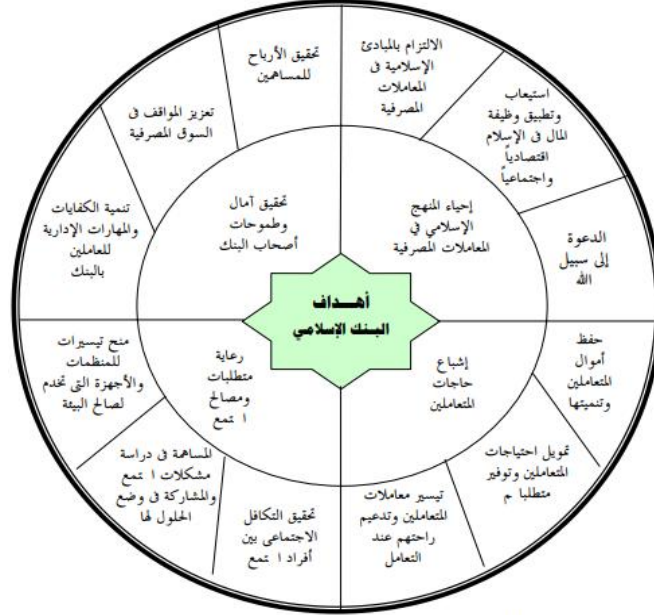 أهـــداف
البـنـك الإسلامي
إحياء المنهج
الإسلامي في
المعاملات المصرفية
الالتزام بالمبادئ
الإسلامية فى
المعاملات
المصرفية
استيعاب
وتطبيق وظيفة
المال فى الإسلام
اقتصادياً
واجتماعياً
الدعوة
إلى سبيل
الله
إشباع
حاجات
المتعاملين
حفظ
أموال
المتعاملين
وتنميتها
تمويل احتياجات
المتعاملين وتوفير
متطلبا م
تيسير معاملات
المتعاملين وتدعيم
راحتهم عند
التعامل
رعاية
متطلبات
ومصالح
ا تمع
تحقيق التكافل
الاجتماعى بين
أفراد ا تمع
المساهمة فى دراسة
مشكلات ا تمع
والمشاركة فى وضع
الحلول لها
منح تيسيرات
للمنظمات
والأجهزة التى تخدم
لصالح البيئة
تحقيق آمال
وطموحات
أصحاب البنك
تنمية الكفايات
والمهارات الإدارية
للعاملين
بالبنك
تعزيز المواقف فى
السوق المصرفية
تحقيق الأرباح
للمساهمين